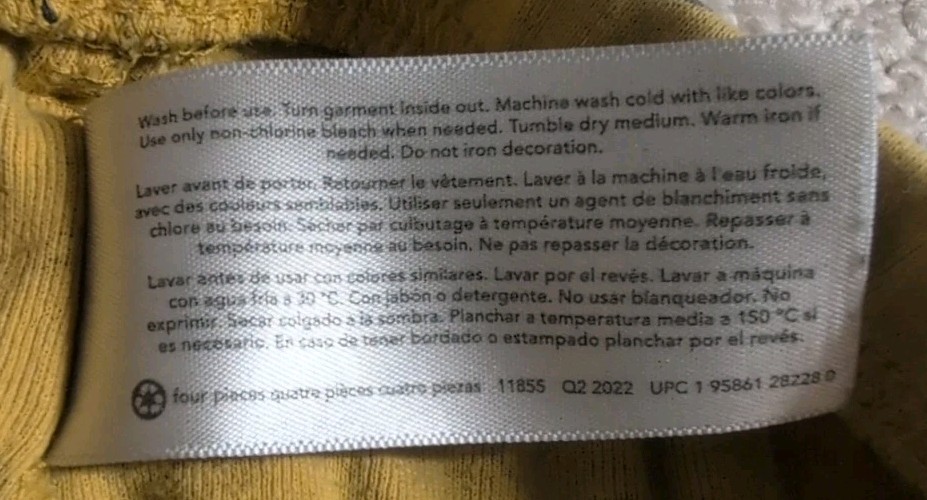 Wash before use. Turn garment inside out. Machine wash cold with like colors.
Use only non-chlorine bleach when needed. Tumble dry medium. Warm iron if
needed. Do not iron decoration.
Laver avant de porter. Retourner le vêtement. Laver à la machine à l'eau froide,
avec des couleurs semblables. Utiliser seulement un agent de blanchiment sans
chlore au besoin. Sécher par culbutage à température moyenne. Repasser à
température moyenne au besoin. Ne pas repasser la décoration.
Lavar antes de usar con colores similares. Lavar por el revés. Lavar a máquina
con agua fría a 30 °C. Con jabón o detergente. No usar blanqueador. No
exprimir. Secar colgado a la sombra. Planchar a temperatura media a 150 °C si
es necesario. En caso de tener bordado o estampado planchar por el revés.
four pieces quatre pièces cuatro piezas 11855 Q2 2022 UPC 1 95861 28228 0